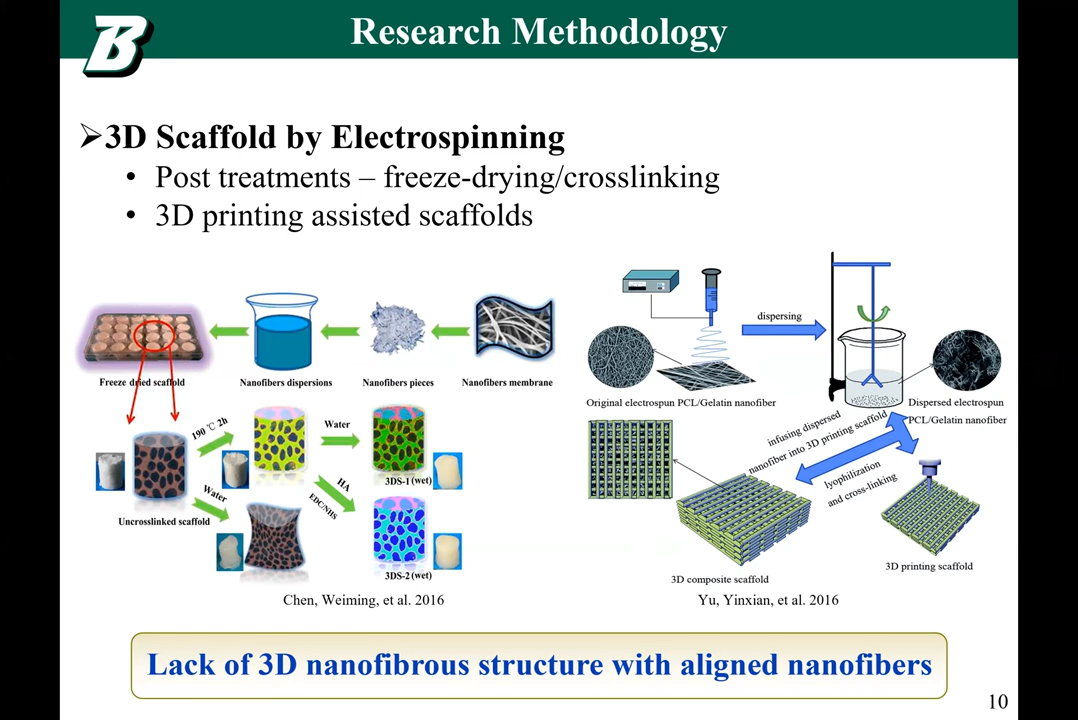 B
Research Methodology
➢3D Scaffold by Electrospinning
• Post treatments – freeze-drying/crosslinking
• 3D printing assisted scaffolds
Freeze dried scaffold
Nanofibers dispersions
Nanofibers pieces
Nanofibers membrane
190 ℃ 2h
Water
Water
HA
EDC/NHS
3DS-1 (wet)
Uncrosslinked scaffold
3DS-2 (wet)
Chen, Weiming, et al. 2016
dispersing
Original electrospun PCL/Gelatin nanofiber
Dispersed electrospun
PCL/Gelatin nanofiber
infusing dispersed
nanofiber into 3D printing scaffold
lyophilization
and cross-linking
3D composite scaffold
3D printing scaffold
Yu, Yinxian, et al. 2016
Lack of 3D nanofibrous structure with aligned nanofibers
10